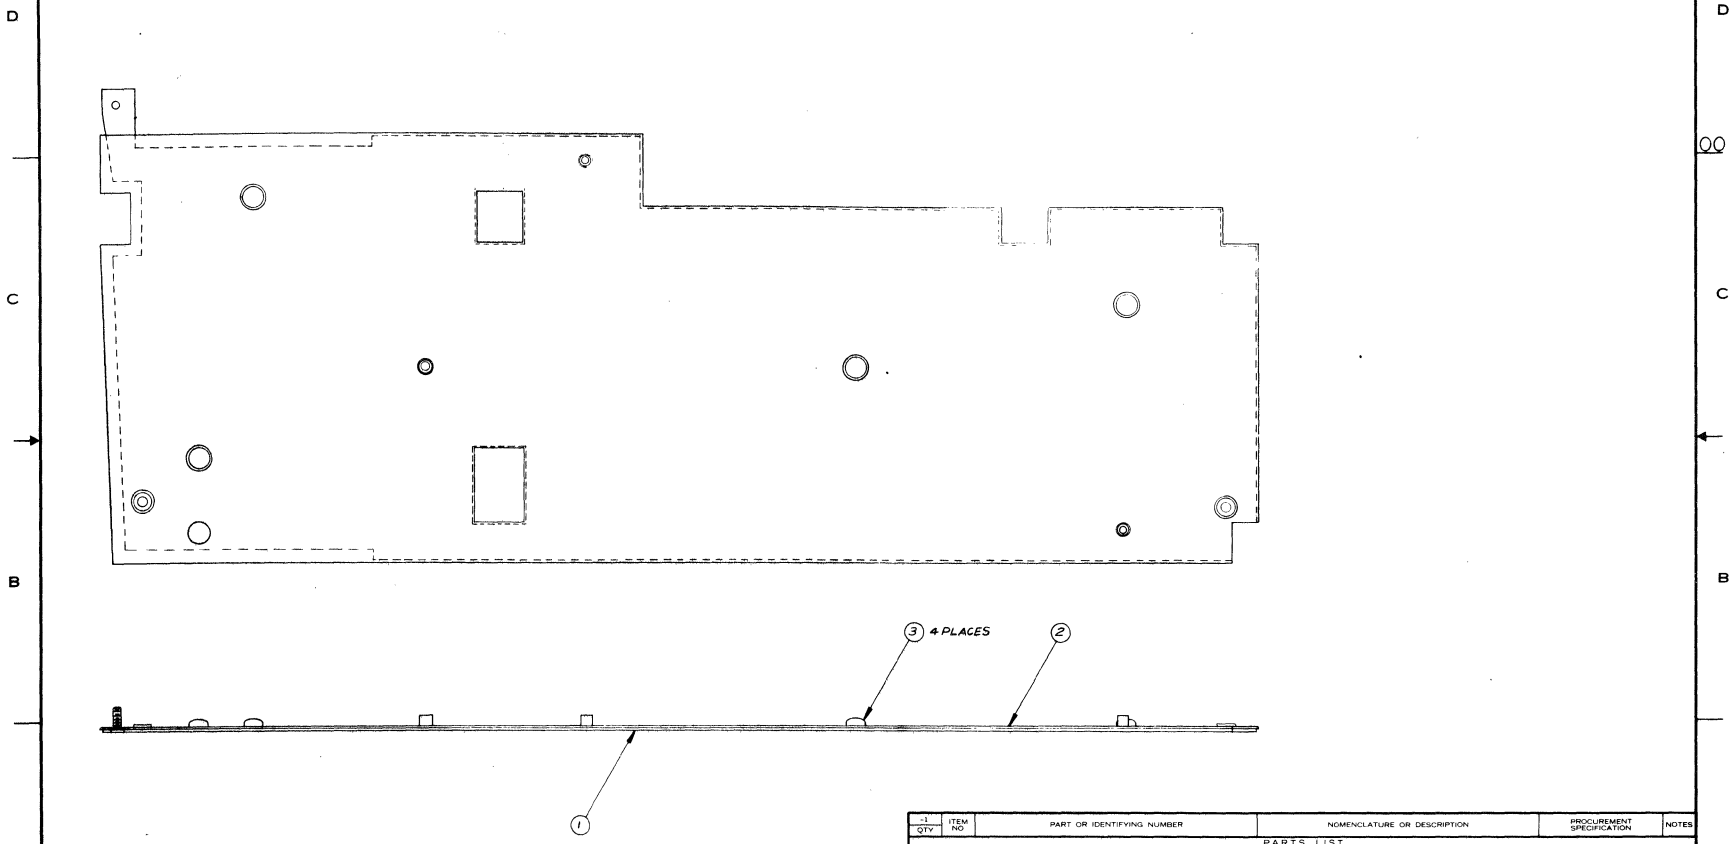 D D
00
C C
B B
3 4 PLACES 2
1
-1
QTY ITEM NO PART OR IDENTIFYING NUMBER NOMENCLATURE OR DESCRIPTION PROCUREMENT SPECIFICATION NOTES
PARTS LIST